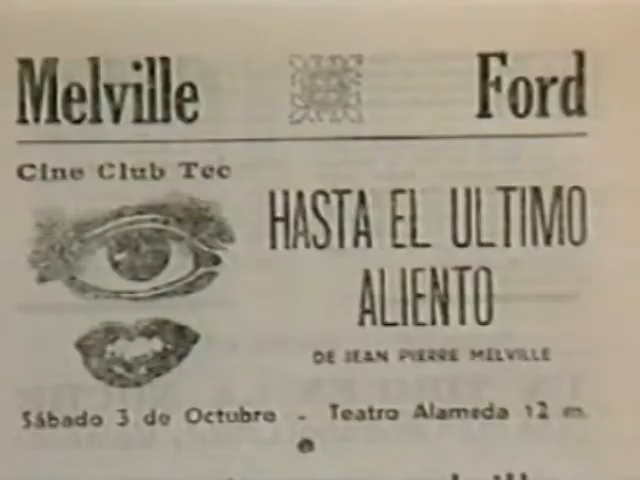 Melville Ford
Cine Club Tec
HASTA EL ULTIMO
ALIENTO
DE JEAN PIERRE MELVILLE
Sábado 3 de Octubre - Teatro Alameda 12 m.